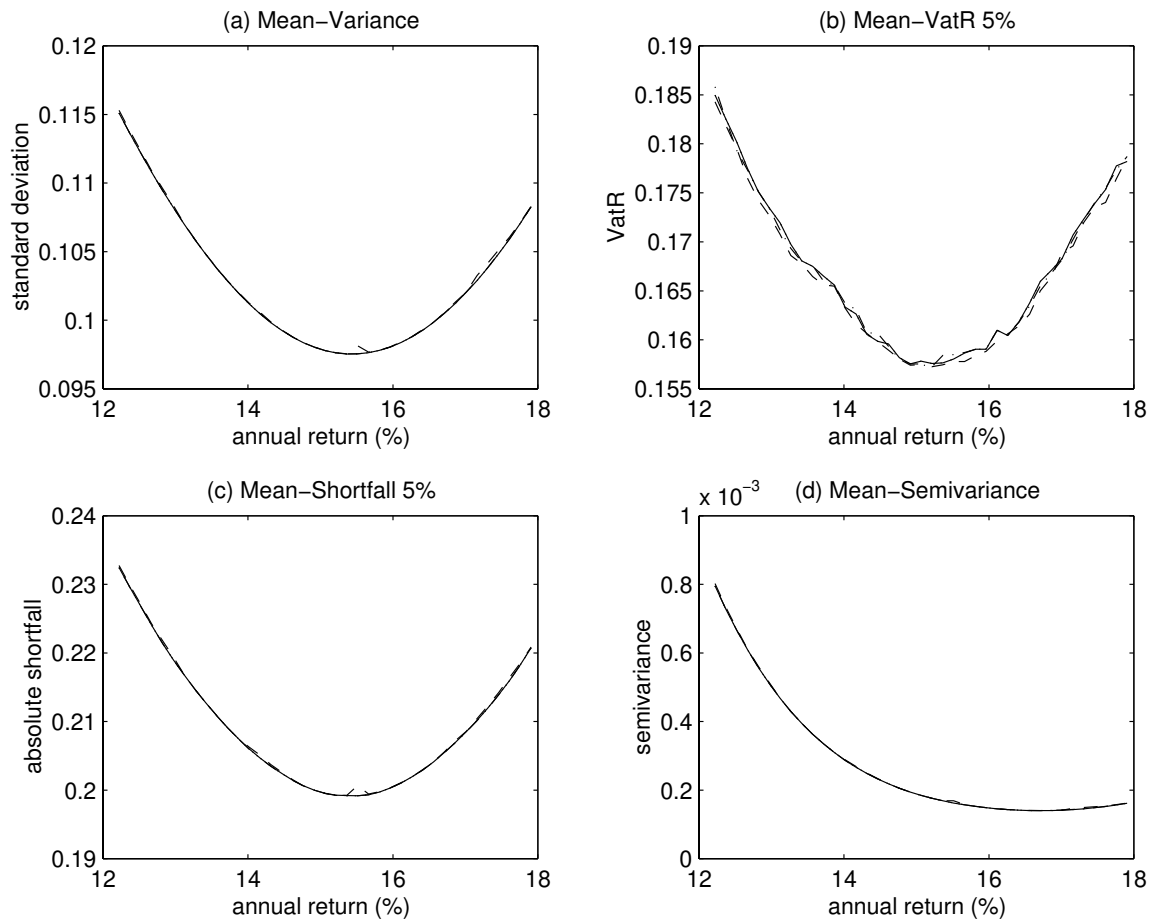 (a) Mean−Variance
0.12
0.115
0.11
0.105
0.1
0.095
standard deviation
12 14 16 18
annual return (%)
(b) Mean−VatR 5%
0.19
0.185
0.18
0.175
0.17
0.165
0.16
0.155
VatR
12 14 16 18
annual return (%)
(c) Mean−Shortfall 5%
0.24
0.23
0.22
0.21
0.2
0.19
absolute shortfall
12 14 16 18
annual return (%)
x 10−3
(d) Mean−Semivariance
1
0.8
0.6
0.4
0.2
0
semivariance
12 14 16 18
annual return (%)